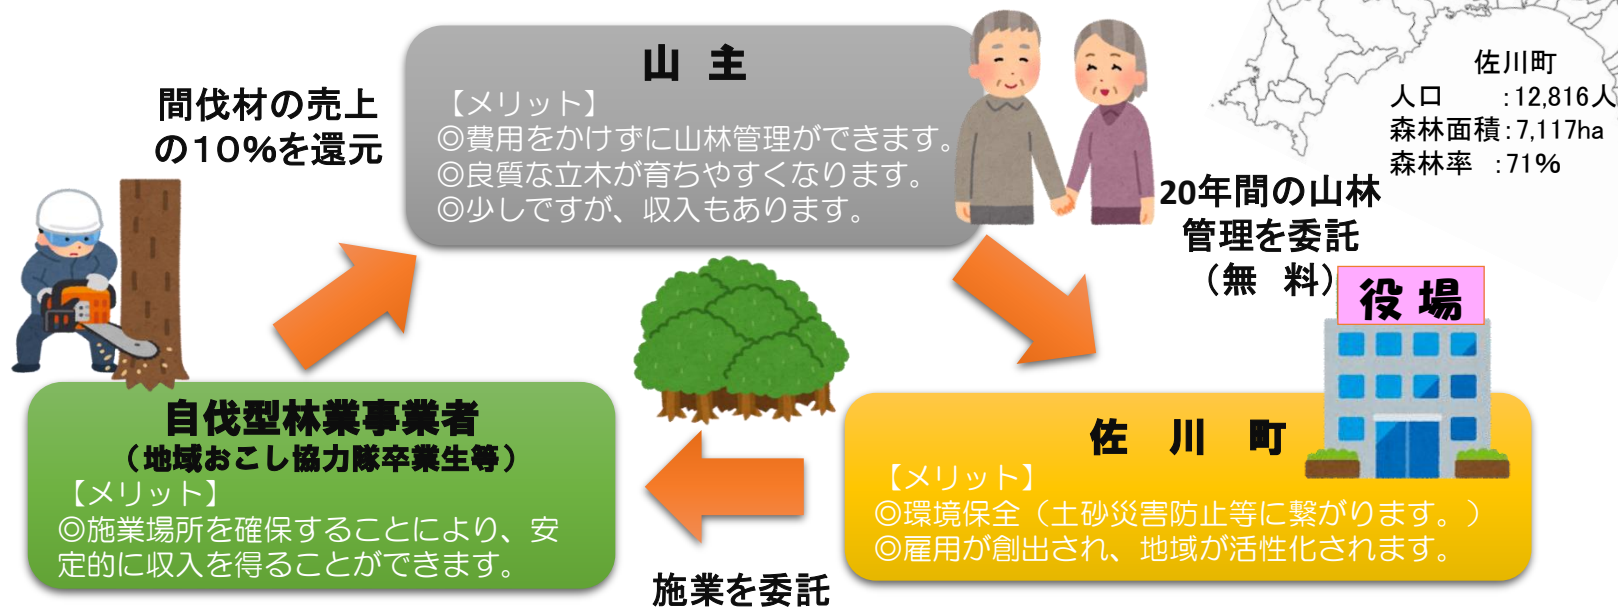 山 主
【メリット】
◎費用をかけずに山林管理ができます。
◎良質な立木が育ちやすくなります。
◎少しですが、収入もあります。
間伐材の売上
の10%を還元
佐川町
人口 :12,816人
森林面積:7,117ha
森林率 :71%
20年間の山林
管理を委託
(無 料)
役場
自伐型林業事業者
(地域おこし協力隊卒業生等)
【メリット】
◎施業場所を確保することにより、安
定的に収入を得ることができます。
佐 川 町
【メリット】
◎環境保全(土砂災害防止等に繋がります。)
◎雇用が創出され、地域が活性化されます。
施業を委託